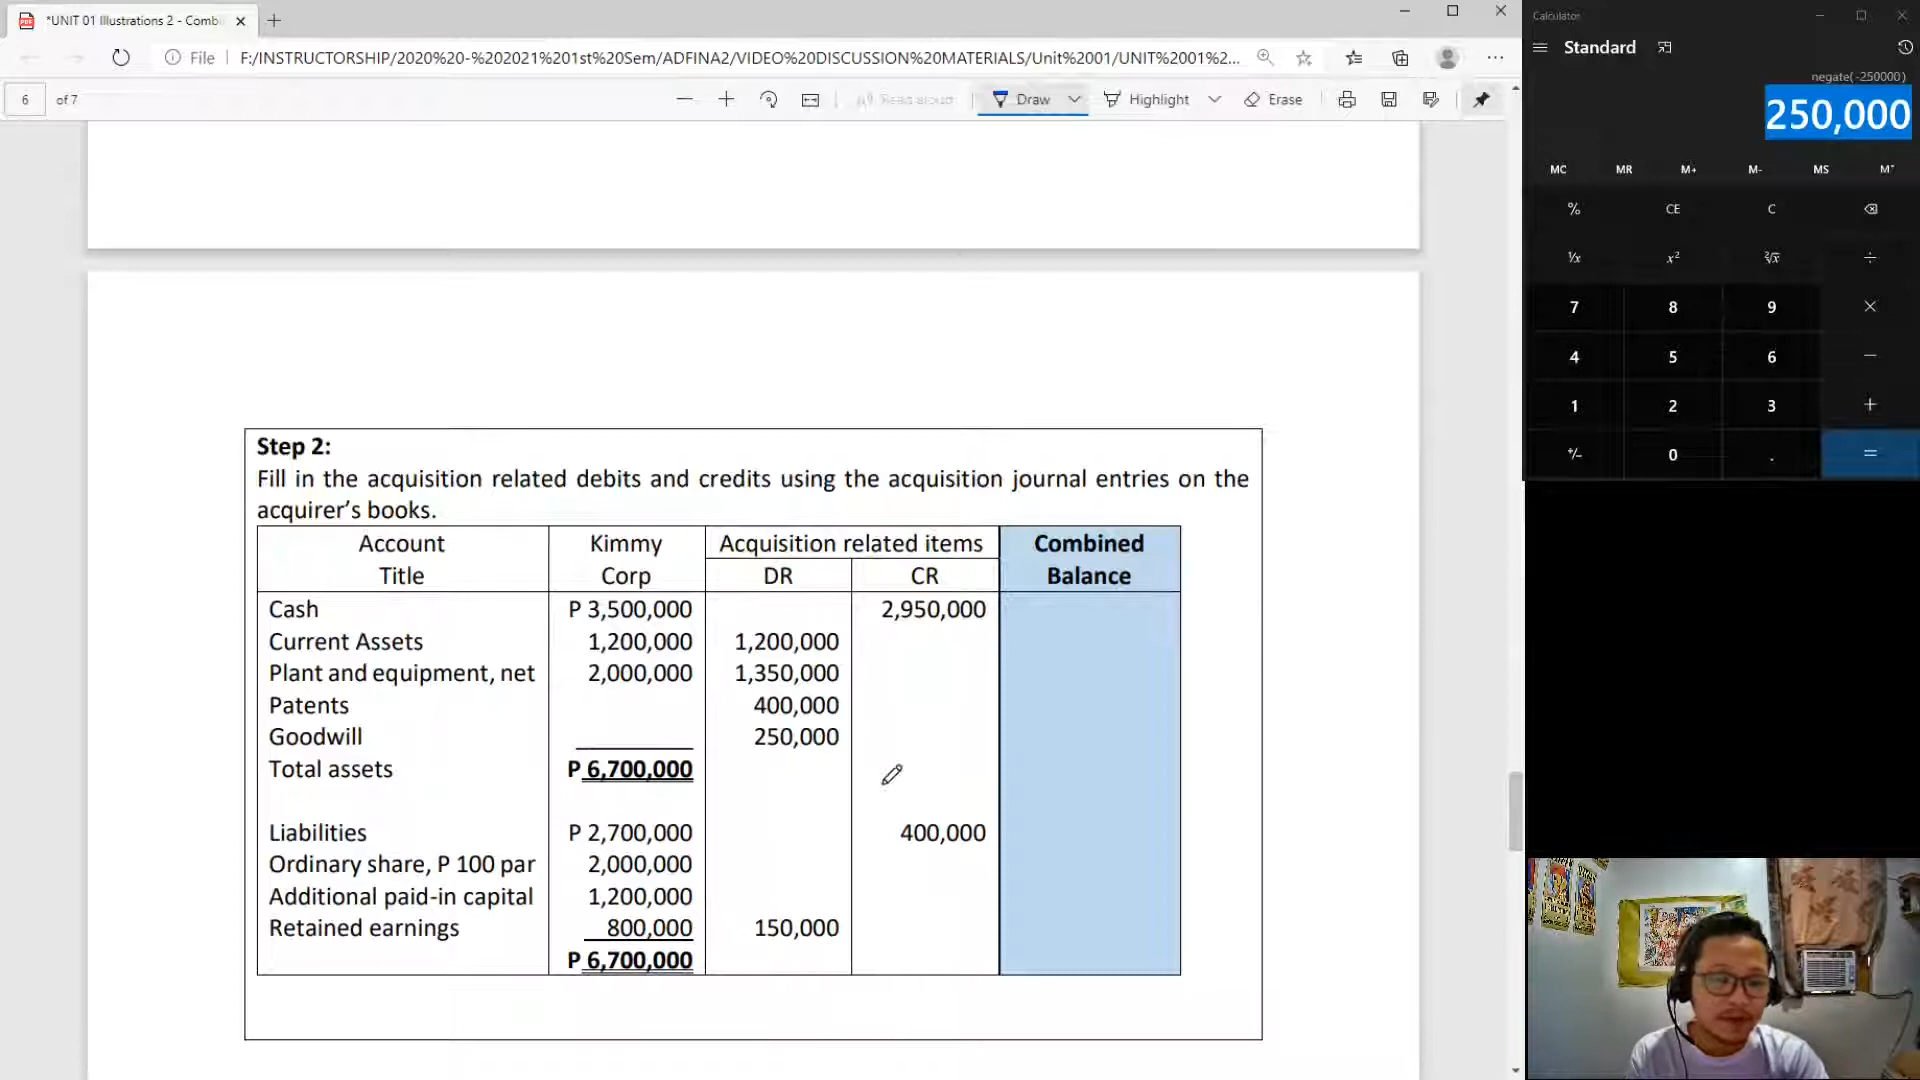 *UNIT 01 Illustrations 2 - Combi
File F:/INSTRUCTORSHIP/2020%20-%202021%201st%20Sem/ADFINA2/VIDEO%20DISCUSSION%20MATERIALS/Unit%2001/UNIT%2001%2...
6 of 7 Read aloud Draw Highlight Erase
Step 2:
Fill in the acquisition related debits and credits using the acquisition journal entries on the
acquirer's books.
Account Title Kimmy Corp Acquisition related items DR CR Combined Balance
Cash P 3,500,000 2,950,000
Current Assets 1,200,000 1,200,000
Plant and equipment, net 2,000,000 1,350,000
Patents 400,000
Goodwill 250,000
Total assets P 6,700,000
Liabilities P 2,700,000 400,000
Ordinary share, P 100 par 2,000,000
Additional paid-in capital 1,200,000
Retained earnings 800,000 150,000
P 6,700,000
Calculator
Standard
negate( -250000 )
250,000
MC MR M+ M- MS M˅
% CE C
¹/x x² ²√x ÷
7 8 9 ×
4 5 6 −
1 2 3 +
+/- 0 . =